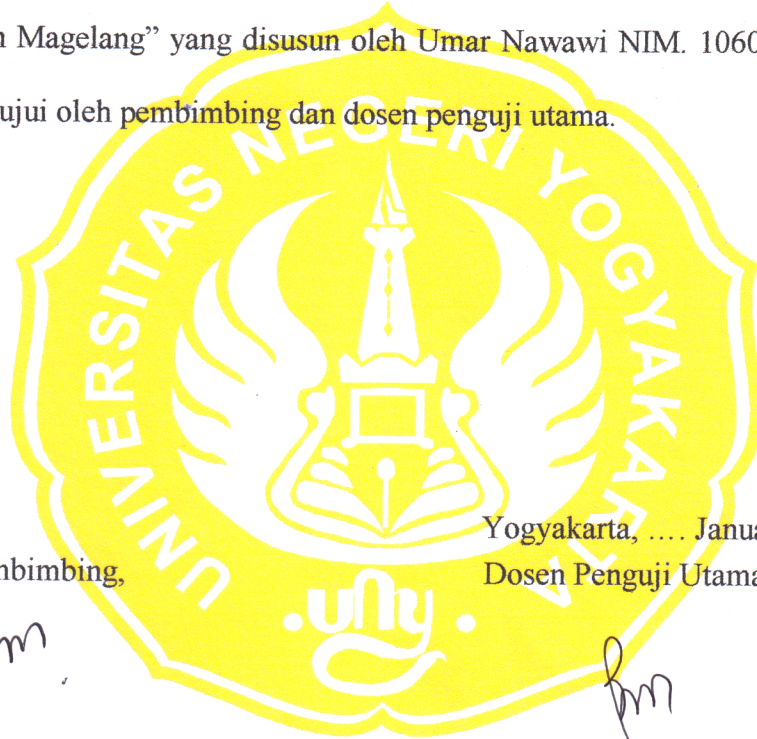 n Magelang” yang disusun oleh Umar Nawawi NIM. 1060
ujui oleh pembimbing dan dosen penguji utama.
UNIVERSITAS NEGERI YOGYAKARTA
Yogyakarta, .... Janua
nbimbing,
Dosen Penguji Utama
uny